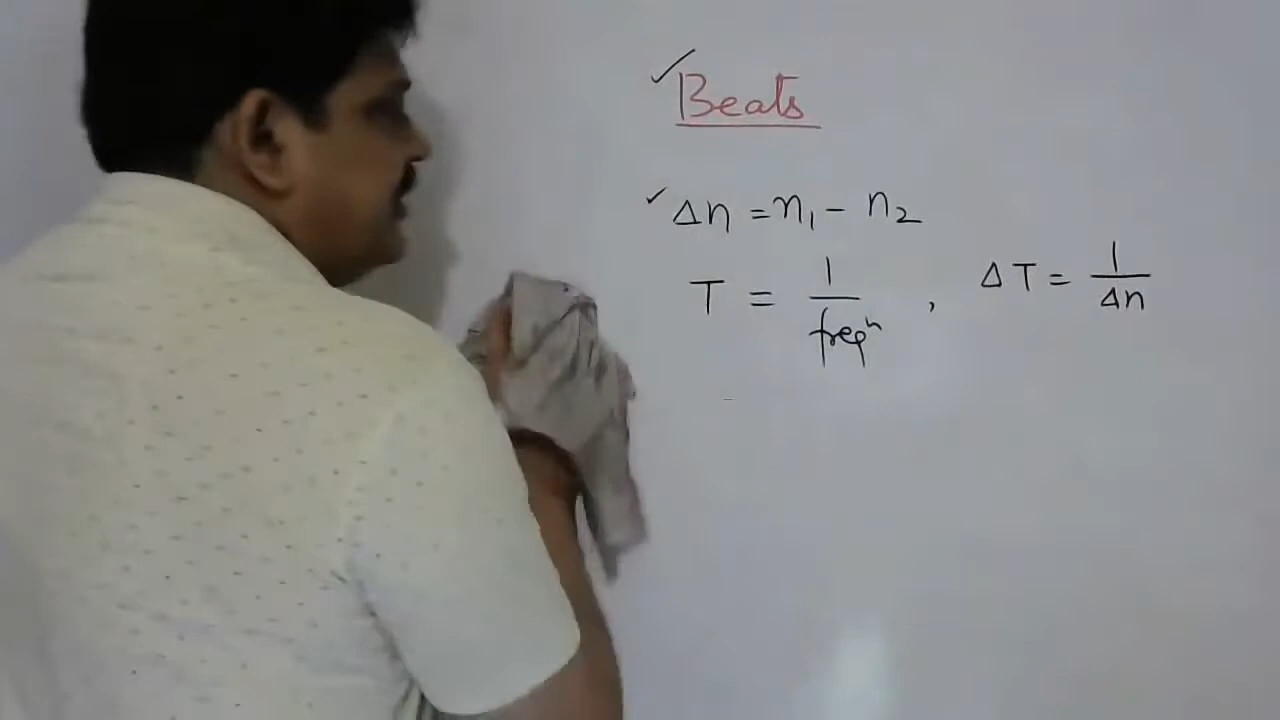 ✓Beats
✓Δn = n₁ - n₂
T = 1/freqⁿ , ΔT = 1/Δn